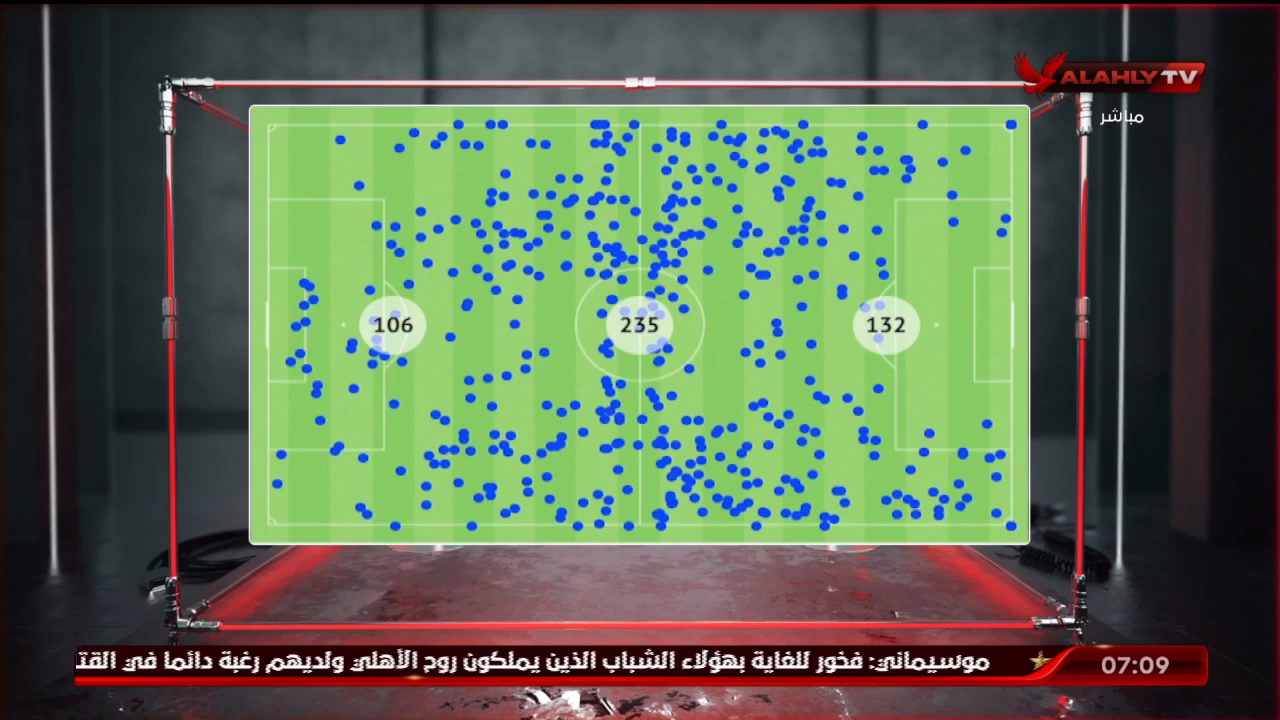 ALAHLY TV
مباشر
106
235
132
موسيماني: فخور للغاية بهؤلاء الشباب الذين يملكون روح الأهلي ولديهم رغبة دائما في
07:09